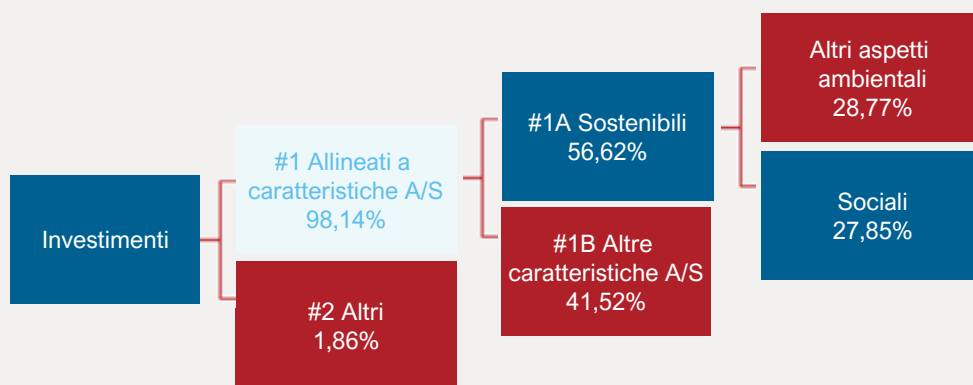 Investimenti
#1 Allineati a
caratteristiche A/S
98,14%
#2 Altri
1,86%
#1A Sostenibili
56,62%
#1B Altre
caratteristiche A/S
41,52%
Altri aspetti
ambientali
28,77%
Sociali
27,85%